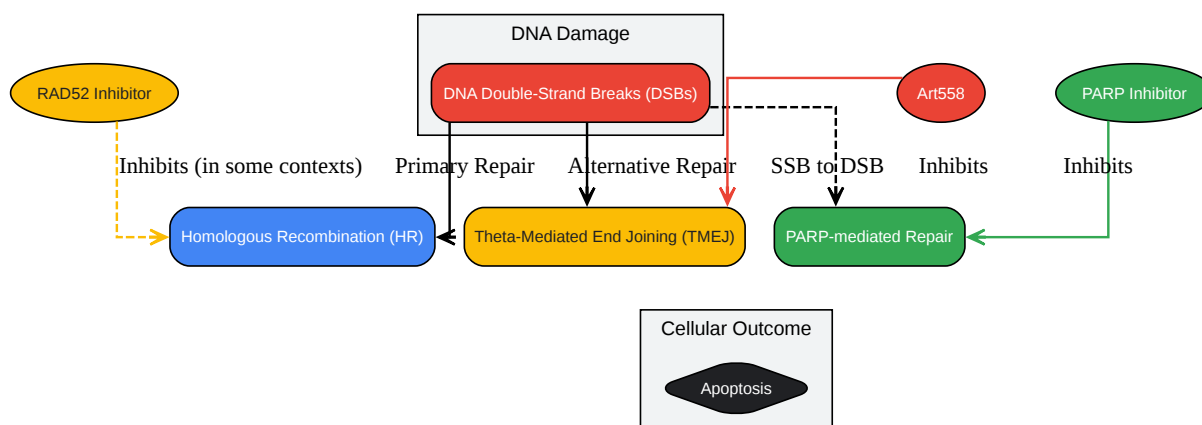 DNA Damage
RAD52 Inhibitor
DNA Double-Strand Breaks (DSBs)
Art558
PARP Inhibitor
Inhibits (in some contexts)
Primary Repair
Alternative Repair
SSB to DSB
Inhibits
Inhibits
Homologous Recombination (HR)
Theta-Mediated End Joining (TMEJ)
PARP-mediated Repair
Cellular Outcome
Apoptosis